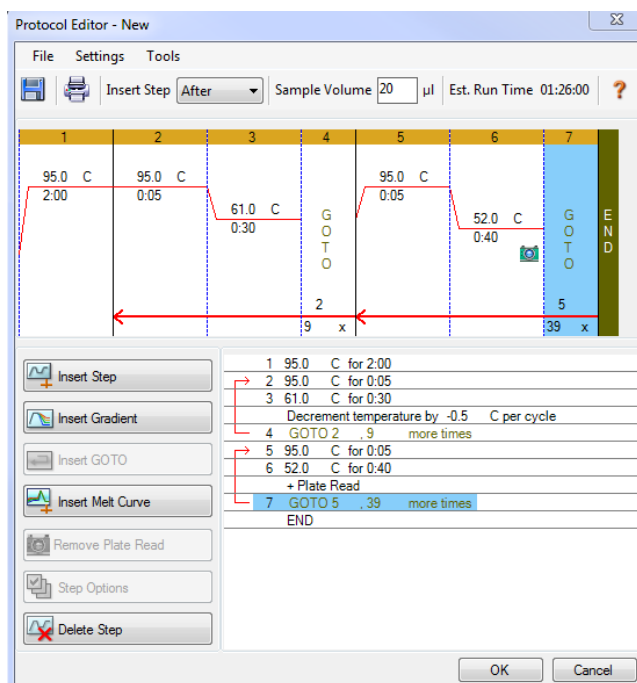 Protocol Editor - New
File Settings Tools
Insert Step After Sample Volume 20 µl Est. Run Time 01:26:00 ?
1 2 3 4 5 6 7
95.0 C 95.0 C 95.0 C
2:00 0:05 0:05
61.0 C 52.0 C
0:30 0:40
GOTO GOTO END
2 5
9 x 39 x
Insert Step
Insert Gradient
Insert GOTO
Insert Melt Curve
Remove Plate Read
Step Options
Delete Step
1 95.0 C for 2:00
2 95.0 C for 0:05
3 61.0 C for 0:30
Decrement temperature by -0.5 C per cycle
4 GOTO 2 , 9 more times
5 95.0 C for 0:05
6 52.0 C for 0:40
+ Plate Read
7 GOTO 5 , 39 more times
END
OK Cancel